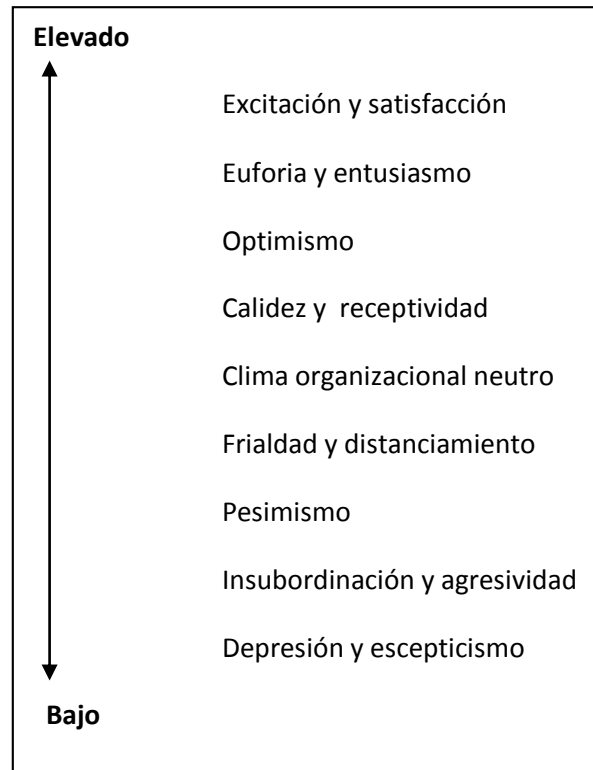 Elevado
Excitación y satisfacción
Euforia y entusiasmo
Optimismo
Calidez y receptividad
Clima organizacional neutro
Frialdad y distanciamiento
Pesimismo
Insubordinación y agresividad
Depresión y escepticismo
Bajo